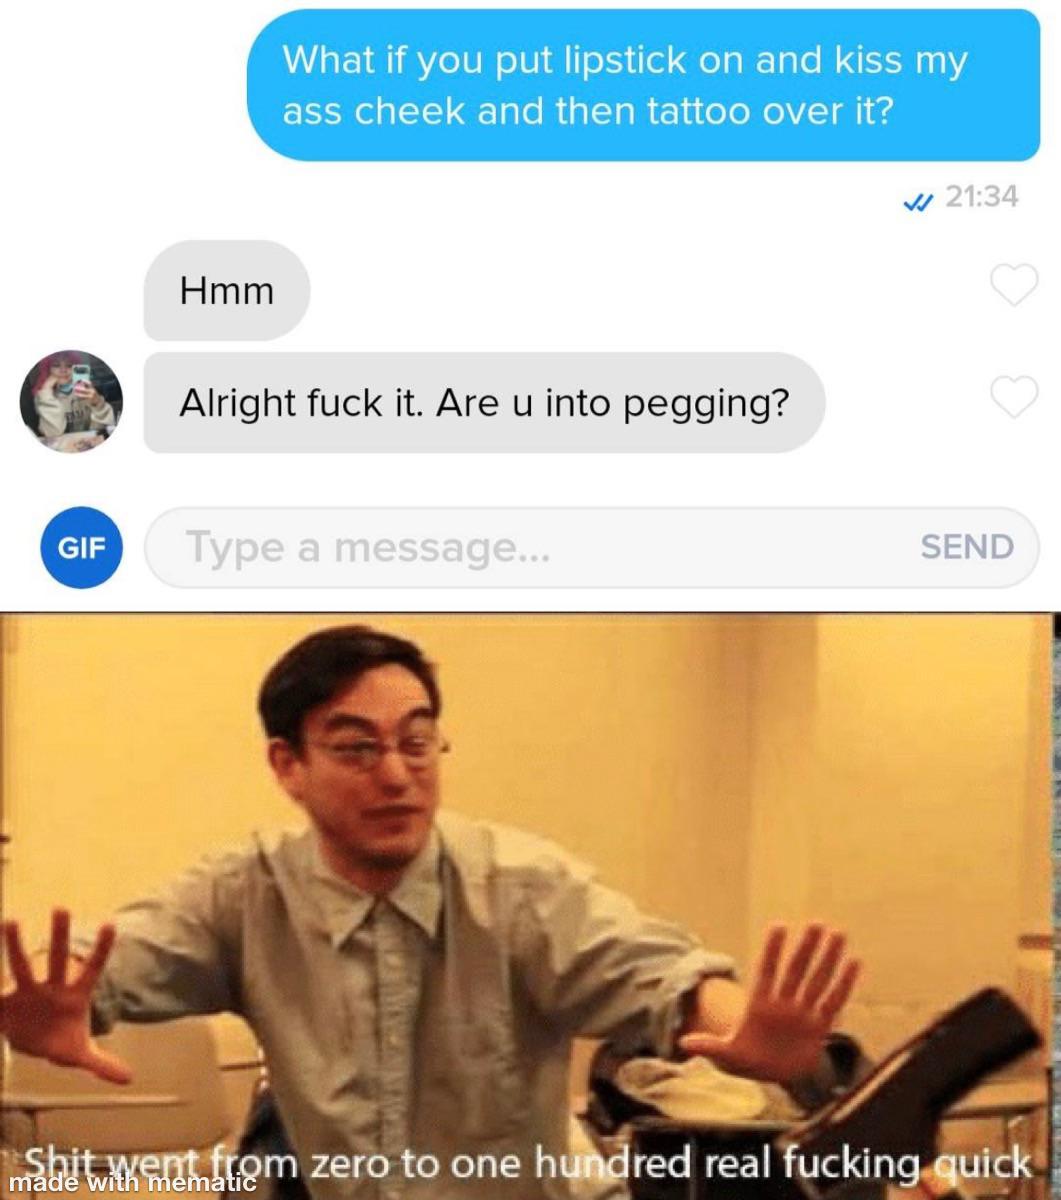 What if you put lipstick on and kiss my
ass cheek and then tattoo over it?
21:34
Hmm
Alright fuck it. Are u into pegging?
GIF
Type a message...
SEND
Shit went from zero to one hundred real fucking quick
made with mematic